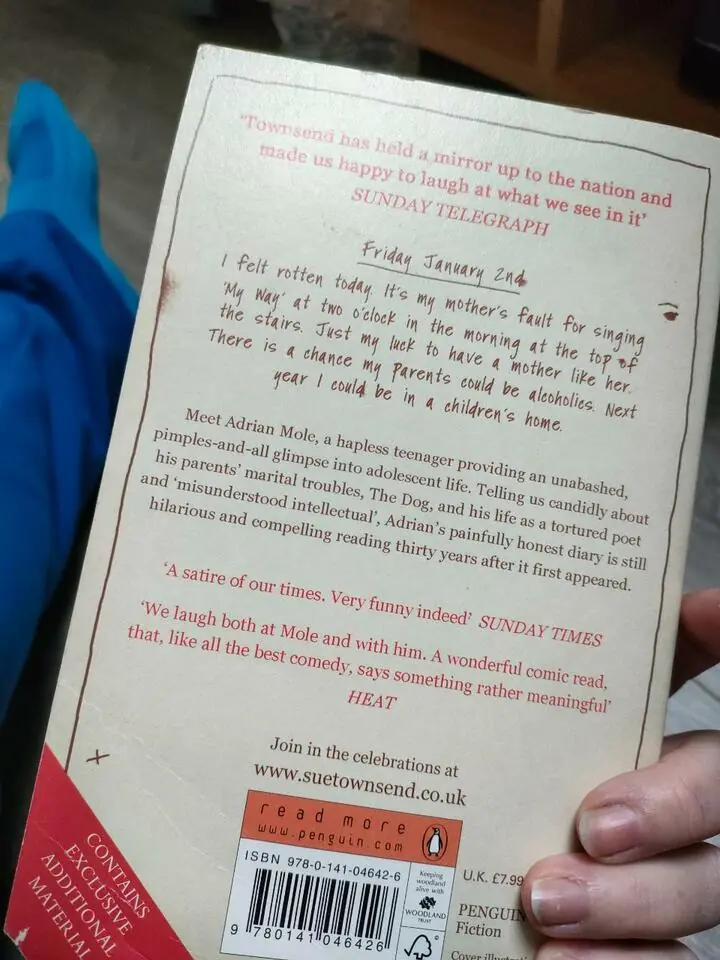 'Townsend has held a mirror up to the nation and
made us happy to laugh at what we see in it'
SUNDAY TELEGRAPH
Friday January 2nd
I felt rotten today. It's my mother's fault for singing
'My Way' at two o'clock in the morning at the top of
the stairs. Just my luck to have a mother like her.
There is a chance my parents could be alcoholics. Next
year I could be in a children's home.
Meet Adrian Mole, a hapless teenager providing an unabashed,
pimples-and-all glimpse into adolescent life. Telling us candidly about
his parents' marital troubles, The Dog, and his life as a tortured poet
and 'misunderstood intellectual', Adrian's painfully honest diary is still
hilarious and compelling reading thirty years after it first appeared.
'A satire of our times. Very funny indeed' SUNDAY TIMES
'We laugh both at Mole and with him. A wonderful comic read,
that, like all the best comedy, says something rather meaningful'
HEAT
Join in the celebrations at
www.suetownsend.co.uk
read more
www.penguin.com
ISBN 978-0-141-04642-6
9 780141 046426
Keeping
woodland
alive with
WOODLAND
TRUST
U.K. £7.99
PENGUIN
Fiction
Cover
CONTAINS
EXCLUSIVE
ADDITIONAL
MATERIAL